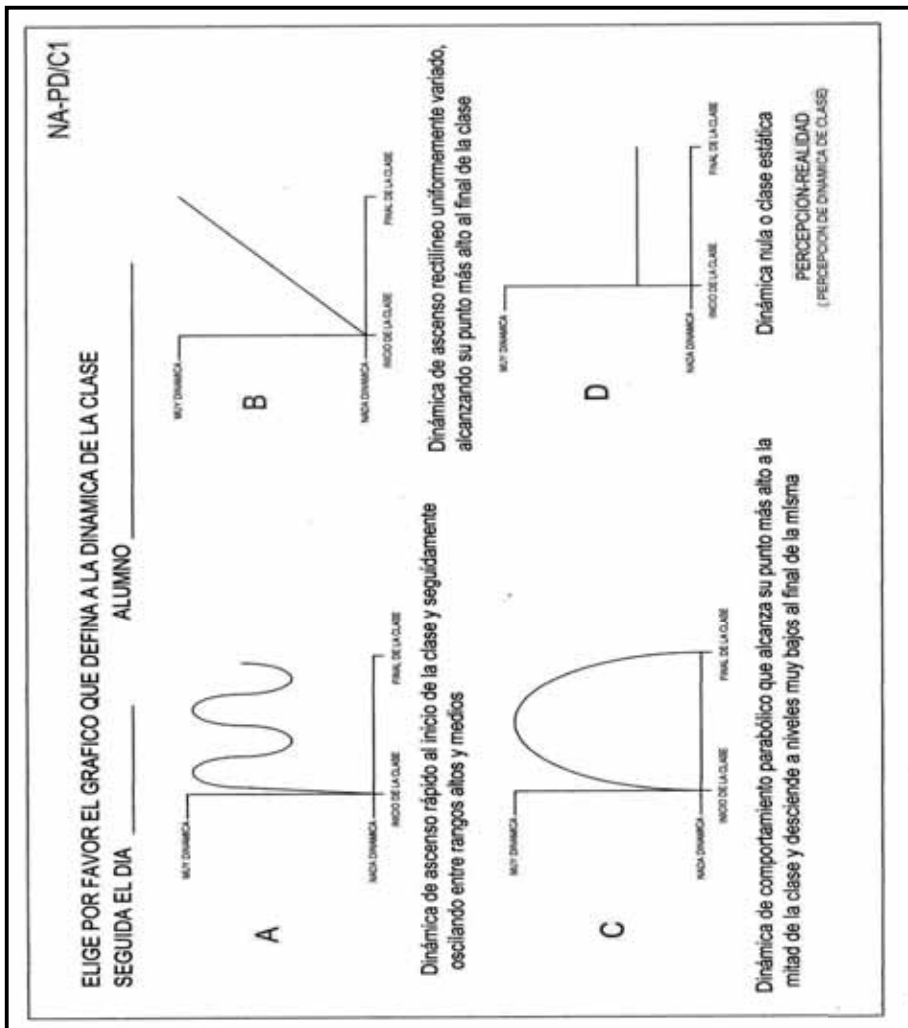 NA-PD/C1
ELIGE POR FAVOR EL GRAFICO QUE DEFINA A LA DINAMICA DE LA CLASE
SEGUIDA EL DIA ALUMNO
MUY DINAMICA
A
NADA DINAMICA
INICIO DE LA CLASE
FINAL DE LA CLASE
Dinámica de ascenso rápido al inicio de la clase y seguidamente
oscilando entre rangos altos y medios
MUY DINAMICA
B
NADA DINAMICA
INICIO DE LA CLASE
FINAL DE LA CLASE
Dinámica de ascenso rectilíneo uniformemente variado,
alcanzando su punto más alto al final de la clase
MUY DINAMICA
C
NADA DINAMICA
INICIO DE LA CLASE
FINAL DE LA CLASE
Dinámica de comportamiento parabólico que alcanza su punto más alto a la
mitad de la clase y desciende a niveles muy bajos al final de la misma
MUY DINAMICA
D
NADA DINAMICA
INICIO DE LA CLASE
FINAL DE LA CLASE
Dinámica nula o clase estática
PERCEPCION-REALIDAD
( PERCEPCION DE DINAMICA DE CLASE)